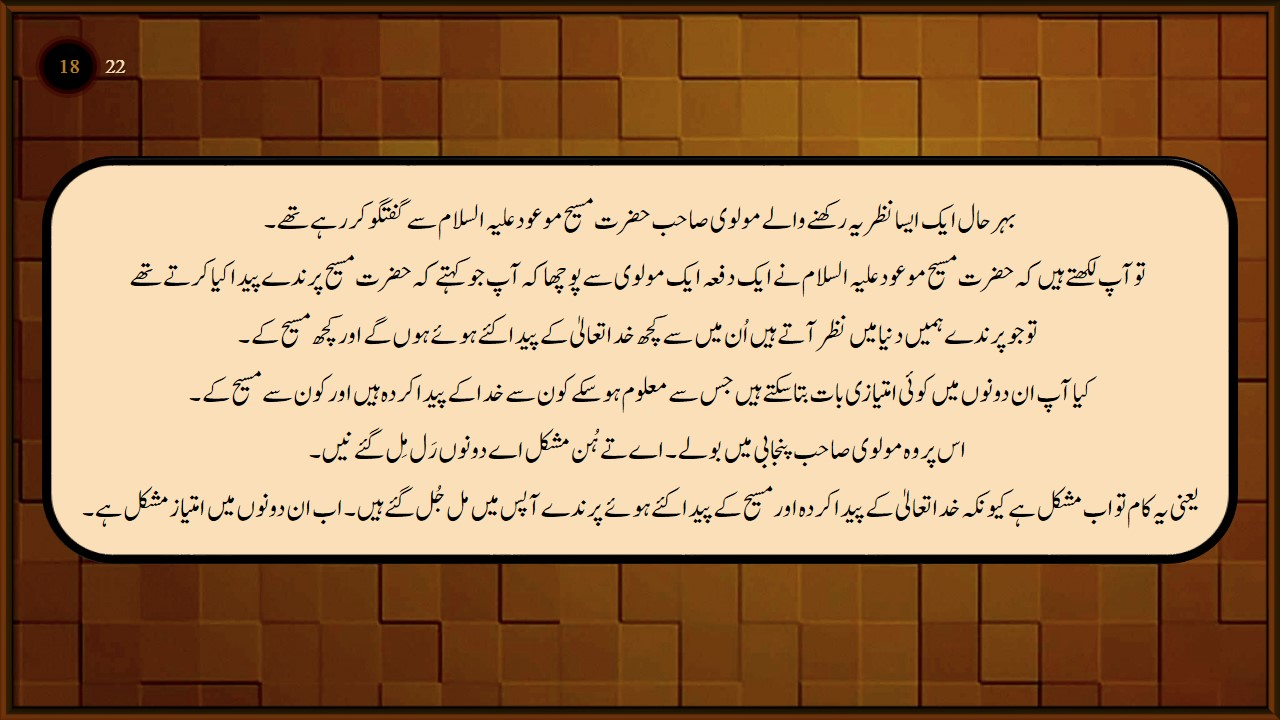 18 22
بہر حال ایک ایسا نظریہ رکھنے والے مولوی صاحب حضرت مسیح موعود علیہ السلام سے گفتگو کر رہے تھے۔
تو آپ لکھتے ہیں کہ حضرت مسیح موعود علیہ السلام نے ایک دفعہ ایک مولوی سے پوچھا کہ آپ جو کہتے کہ حضرت مسیح پرندے پیدا کیا کرتے تھے
تو جو پرندے ہمیں دنیا میں نظر آتے ہیں اُن میں سے کچھ خدا تعالیٰ کے پیدا کئے ہوئے ہوں گے اور کچھ مسیح کے۔
کیا آپ ان دونوں میں کوئی امتیازی بات بتا سکتے ہیں جس سے معلوم ہو سکے کون سے خدا کے پیدا کردہ ہیں اور کون سے مسیح کے۔
اس پر وہ مولوی صاحب پنجابی میں بولے۔ اے تے ہُن مشکل اے دونوں رَل مِل گئے نیں۔
یعنی یہ کام تو اب مشکل ہے کیونکہ خدا تعالیٰ کے پیدا کردہ اور مسیح کے پیدا کئے ہوئے پرندے آپس میں مل جُل گئے ہیں۔ اب ان دونوں میں امتیاز مشکل ہے۔